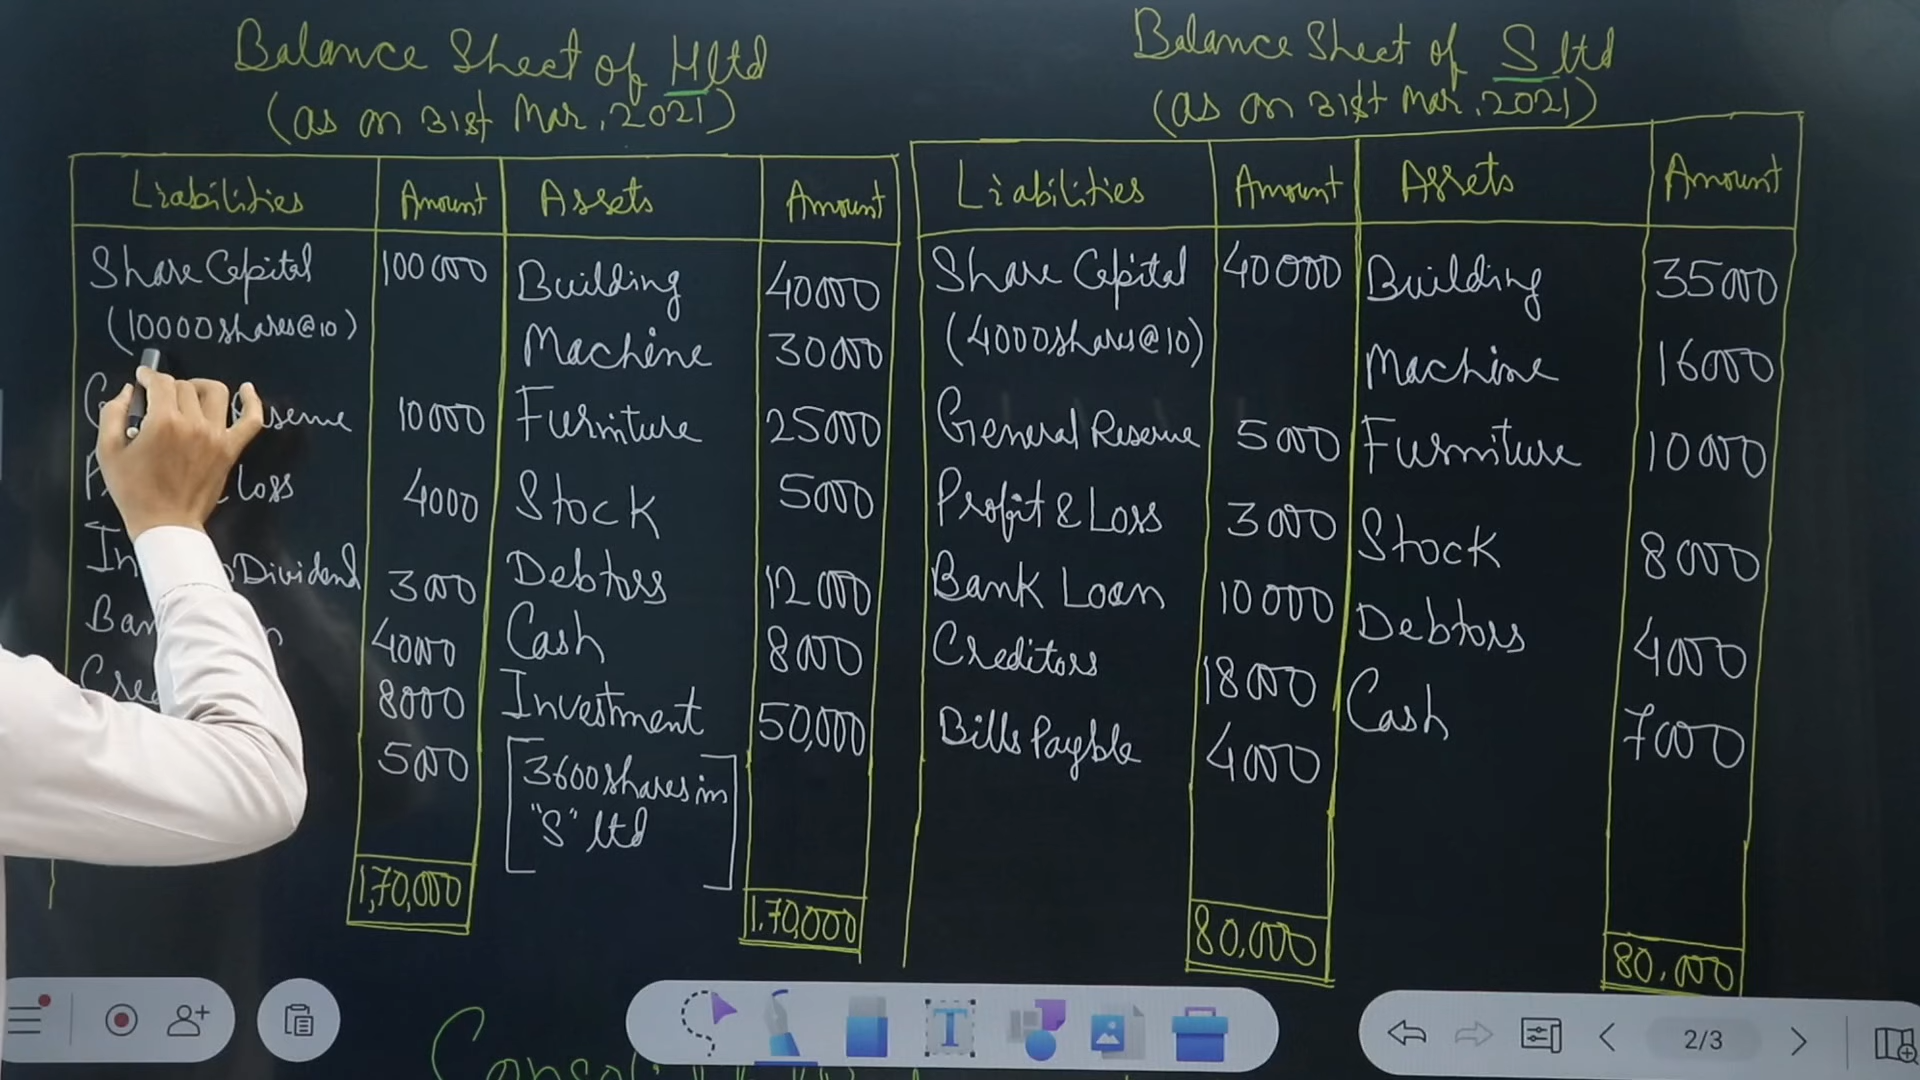 Balance Sheet of H ltd
(as on 31st Mar, 2021)
Liabilities Amount Assets Amount
Share Capital 100000 Building 40000
(10000 shares @ 10) Machine 30000
Reserve 10000 Furniture 25000
Loss 4000 Stock 5000
Dividend 3000 Debtors 12000
40000 Cash 8000
8000 Investment 50,000
5000 [3600 shares in
"S" ltd]
1,70,000 1,70,000
Balance Sheet of S ltd
(as on 31st Mar, 2021)
Liabilities Amount Assets Amount
Share Capital 40000 Building 35000
(4000 shares @ 10) Machine 16000
General Reserve 5000 Furniture 10000
Profit & Loss 3000 Stock 8000
Bank Loan 10000 Debtors 4000
Creditors 18000 Cash 7000
Bills Payble 4000
80,000 80,000
T
2/3